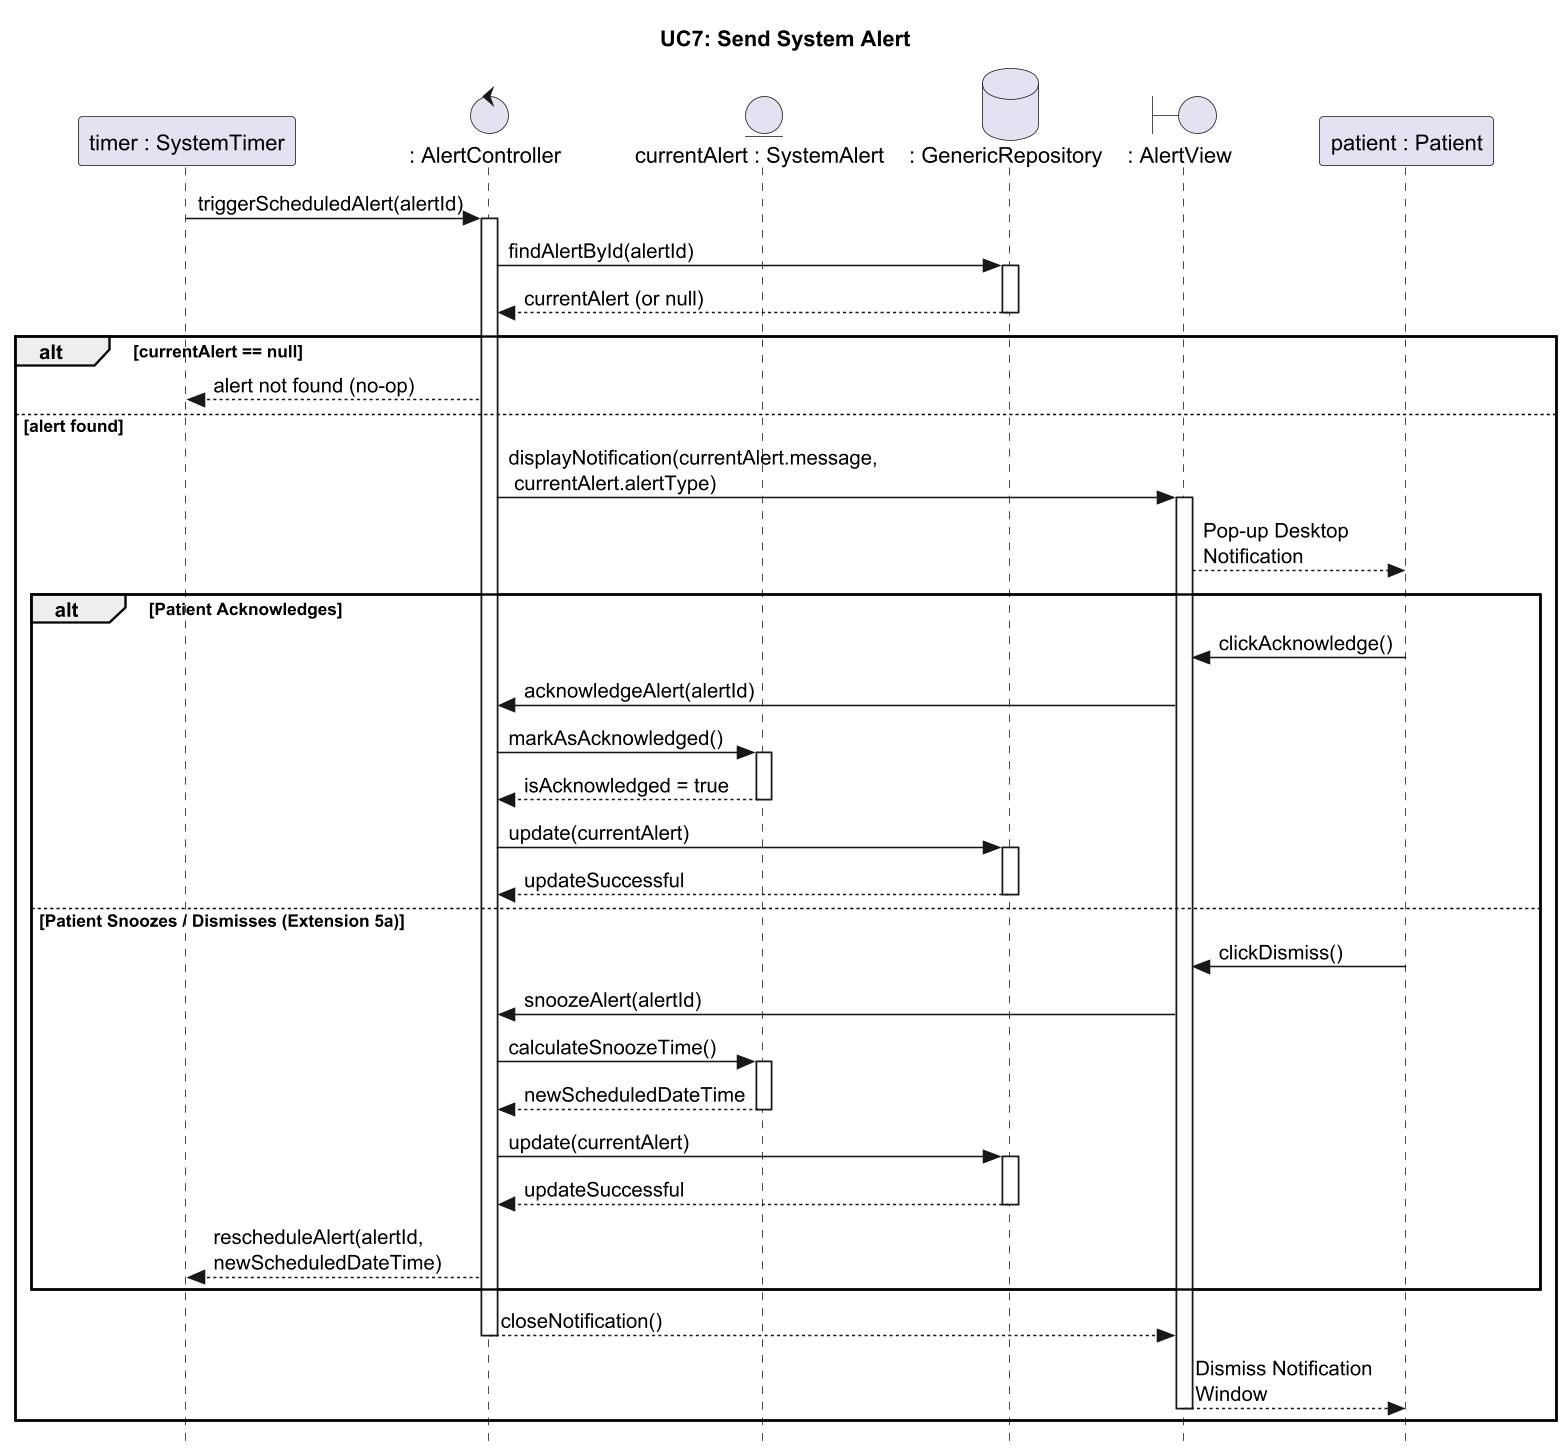 UC7: Send System Alert
timer : SystemTimer
: AlertController
currentAlert : SystemAlert
: GenericRepository
: AlertView
patient : Patient
triggerScheduledAlert(alertId)
findAlertById(alertId)
currentAlert (or null)
alt
[currentAlert == null]
alert not found (no-op)
[alert found]
displayNotification(currentAlert.message,
currentAlert.alertType)
Pop-up Desktop
Notification
alt
[Patient Acknowledges]
clickAcknowledge()
acknowledgeAlert(alertId)
markAsAcknowledged()
isAcknowledged = true
update(currentAlert)
updateSuccessful
[Patient Snoozes / Dismisses (Extension 5a)]
clickDismiss()
snoozeAlert(alertId)
calculateSnoozeTime()
newScheduledDateTime
update(currentAlert)
updateSuccessful
rescheduleAlert(alertId,
newScheduledDateTime)
closeNotification()
Dismiss Notification
Window